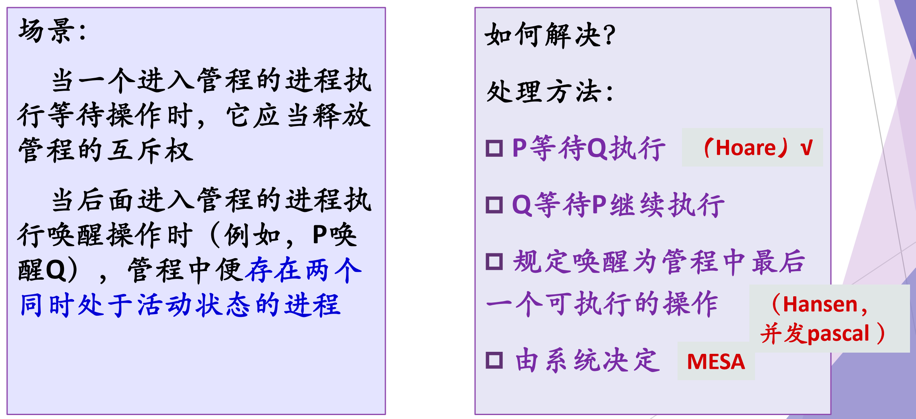 场景：
当一个进入管程的进程执
行等待操作时，它应当释放
管程的互斥权
当后面进入管程的进程执
行唤醒操作时（例如，P唤
醒Q），管程中便存在两个
同时处于活动状态的进程
如何解决？
处理方法：
P等待Q执行 （Hoare）√
Q等待P继续执行
规定唤醒为管程中最后
一个可执行的操作
（Hansen，
并发pascal ）
由系统决定 MESA